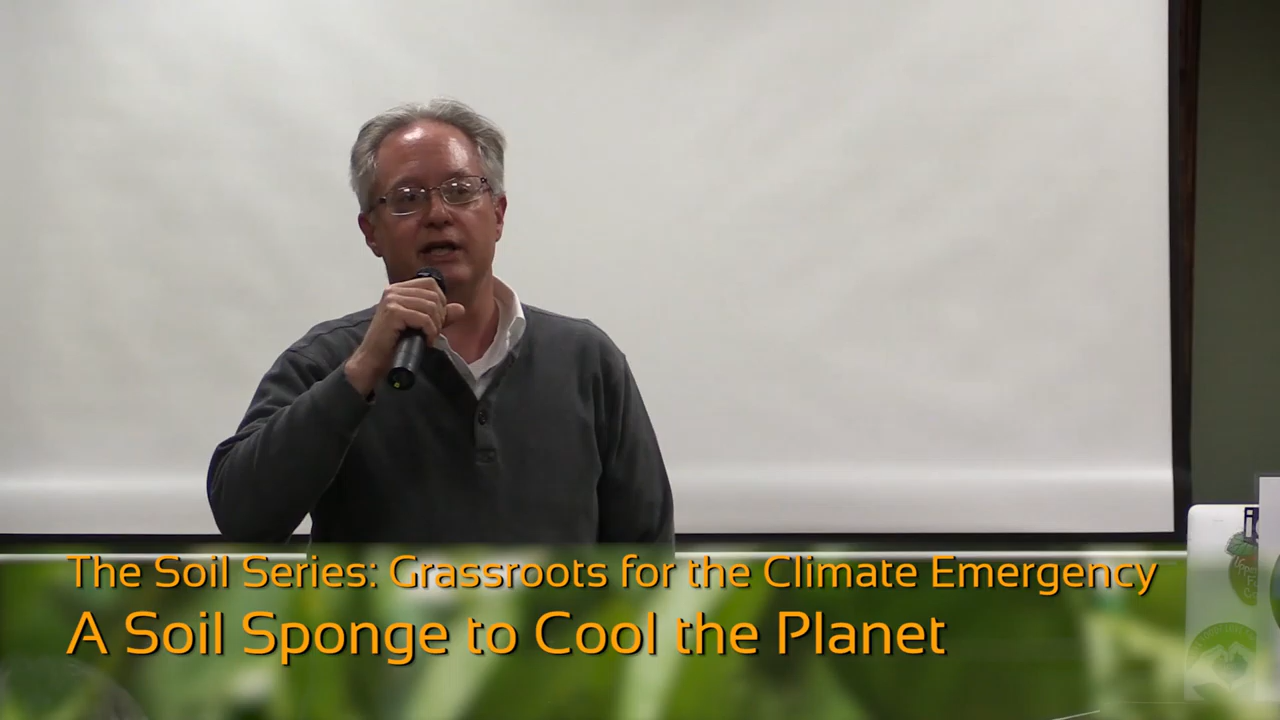 The Soil Series: Grassroots for the Climate Emergency
A Soil Sponge to Cool the Planet